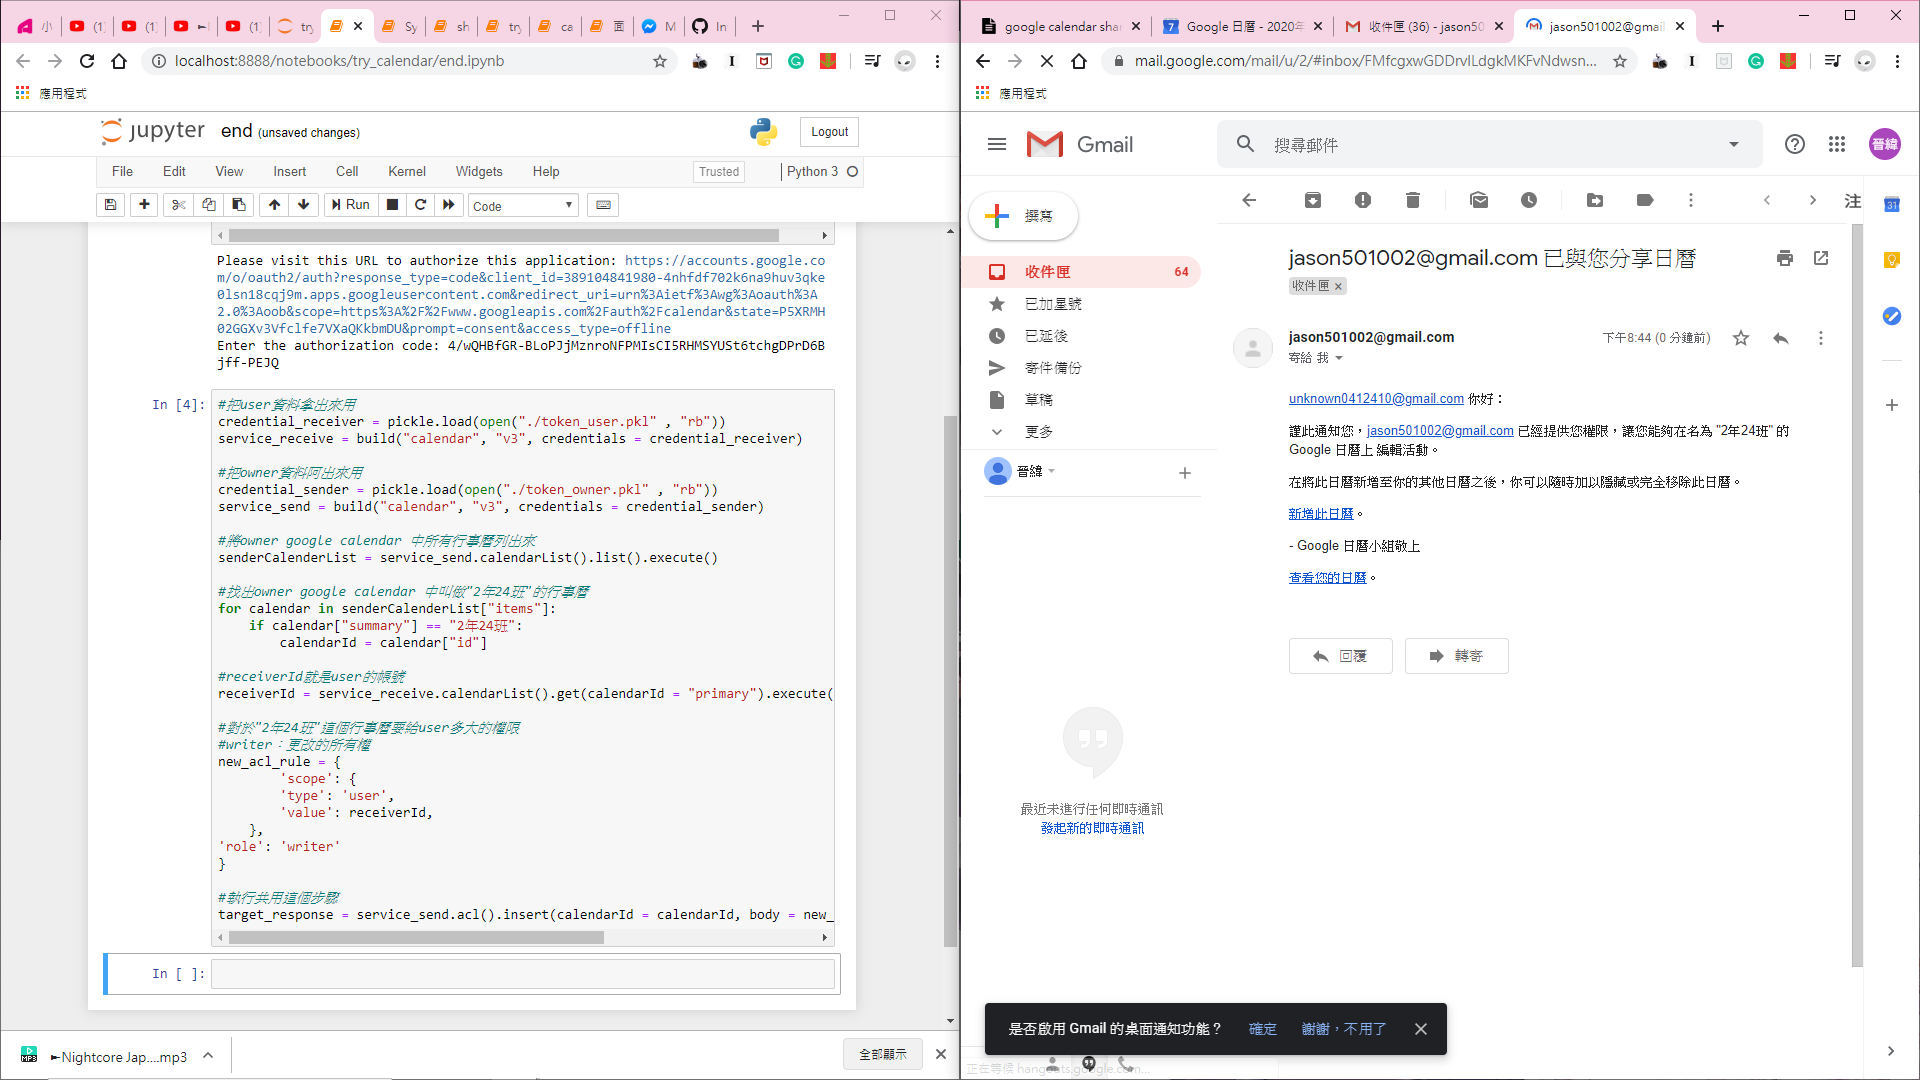 (1)
(1)
(1)
try
Sy
sh
try
ca
面
M
In
localhost:8888/notebooks/try_calendar/end.ipynb
應用程式
jupyter end (unsaved changes)
Logout
File Edit View Insert Cell Kernel Widgets Help
Trusted
Python 3
Run
Code
Please visit this URL to authorize this application: https://accounts.google.co
m/o/oauth2/auth?response_type=code&client_id=389104841980-4nhfdf702k6na9huv3qke
0lsn18cqj9m.apps.googleusercontent.com&redirect_uri=urn%3Aietf%3Awg%3Aoauth%3A
2.0%3Aoob&scope=https%3A%2F%2Fwww.googleapis.com%2Fauth%2Fcalendar&state=P5XRMH
02GGXv3Vfclfe7VXaQKkbmDU&prompt=consent&access_type=offline
Enter the authorization code: 4/wQHBfGR-BLoPJjMznroNFPMIsCI5RHMSYUSt6tchgDPrD6B
jff-PEJQ
In [4]:
#把user資料拿出來用
credential_receiver = pickle.load(open("./token_user.pkl" , "rb"))
service_receive = build("calendar", "v3", credentials = credential_receiver)
#把owner資料阿出來用
credential_sender = pickle.load(open("./token_owner.pkl" , "rb"))
service_send = build("calendar", "v3", credentials = credential_sender)
#將owner google calendar 中所有行事曆列出來
senderCalenderList = service_send.calendarList().list().execute()
#找出owner google calendar 中叫做"2年24班"的行事曆
for calendar in senderCalenderList["items"]:
if calendar["summary"] == "2年24班":
calendarId = calendar["id"]
#receiverId就是user的帳號
receiverId = service_receive.calendarList().get(calendarId = "primary").execute(
#對於"2年24班"這個行事曆要給user多大的權限
#writer：更改的所有權
new_acl_rule = {
'scope': {
'type': 'user',
'value': receiverId,
},
'role': 'writer'
}
#執行共用這個步驟
target_response = service_send.acl().insert(calendarId = calendarId, body = new_
In [ ]:
►Nightcore Jap....mp3
全部顯示
google calendar sha
Google 日曆 - 2020年
收件匣 (36) - jason50
jason501002@gmail
mail.google.com/mail/u/2/#inbox/FMfcgxwGDDrvlLdgkMKFvNdwsn...
應用程式
Gmail
搜尋郵件
晉緯
撰寫
注
31
收件匣 64
已加星號
已延後
寄件備份
草稿
更多
晉緯
最近未進行任何即時通訊
發起新的即時通訊
jason501002@gmail.com 已與您分享日曆
收件匣 ×
jason501002@gmail.com
下午8:44 (0 分鐘前)
寄給 我
unknown0412410@gmail.com 你好：
謹此通知您，jason501002@gmail.com 已經提供您權限，讓您能夠在名為 "2年24班" 的
Google 日曆上 編輯活動。
在將此日曆新增至你的其他日曆之後，你可以隨時加以隱藏或完全移除此日曆。
新增此日曆。
- Google 日曆小組敬上
查看您的日曆。
回覆
轉寄
是否啟用 Gmail 的桌面通知功能？ 確定 謝謝，不用了
正在等候 hangouts.google.com...